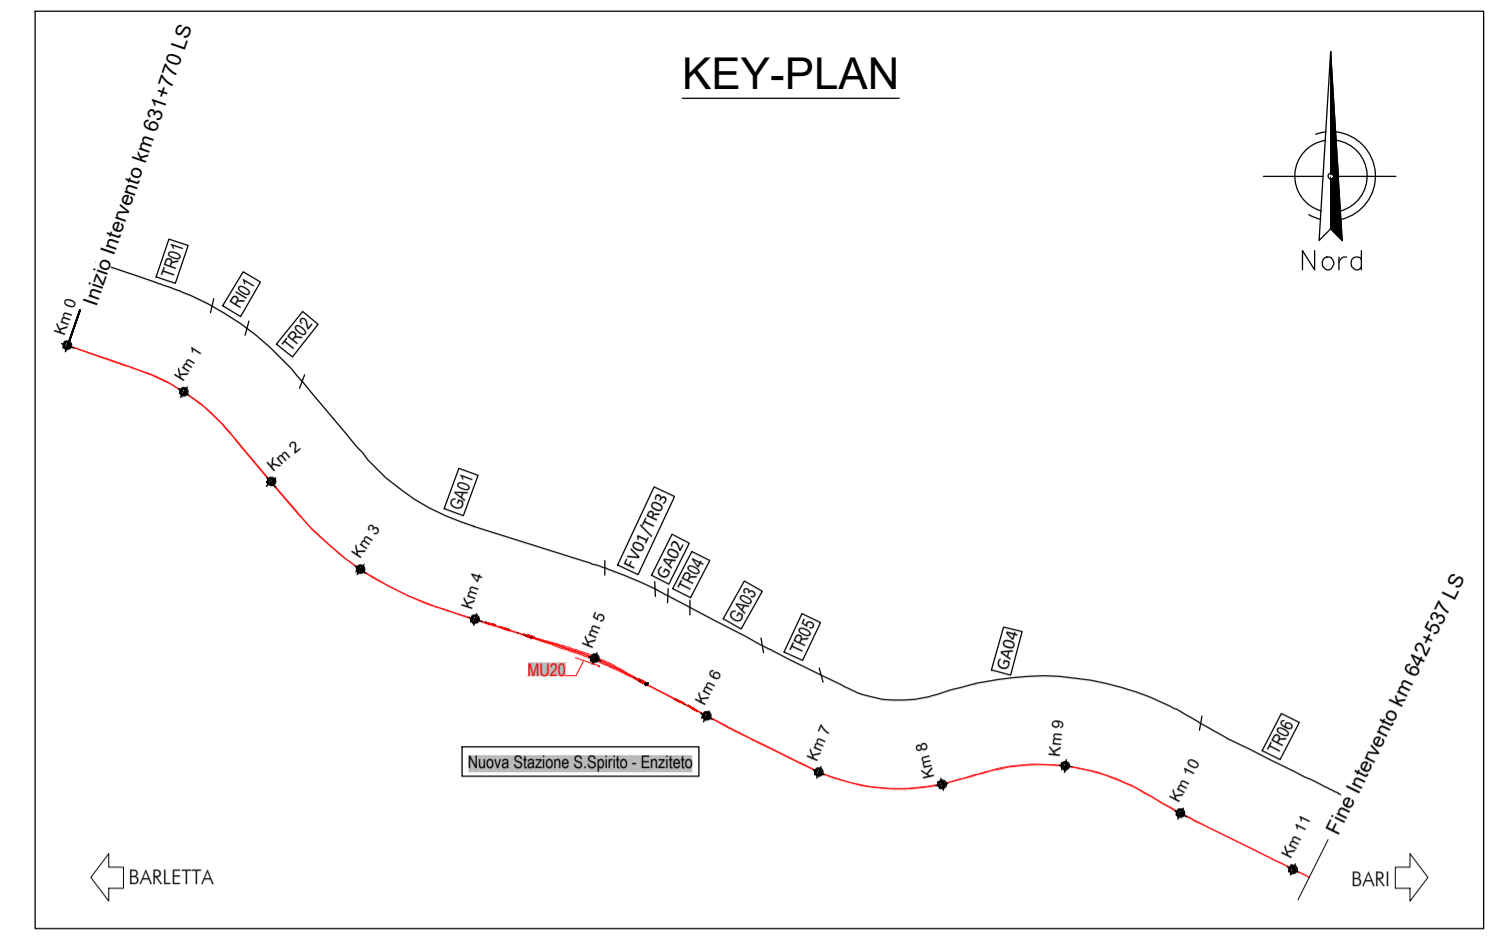 KEY-PLAN
Inizio Intervento km 631+770 LS
Nord
TR01
RI01
TR02
GA01
FV01/TR03
GA02
TR04
GA03
TR05
GA04
TR06
Fine Intervento km 642+537 LS
Km 0
Km 1
Km 2
Km 3
Km 4
Km 5
MU20
Km 6
Km 7
Km 8
Km 9
Km 10
Km 11
Nuova Stazione S.Spirito - Enziteto
BARLETTA
BARI